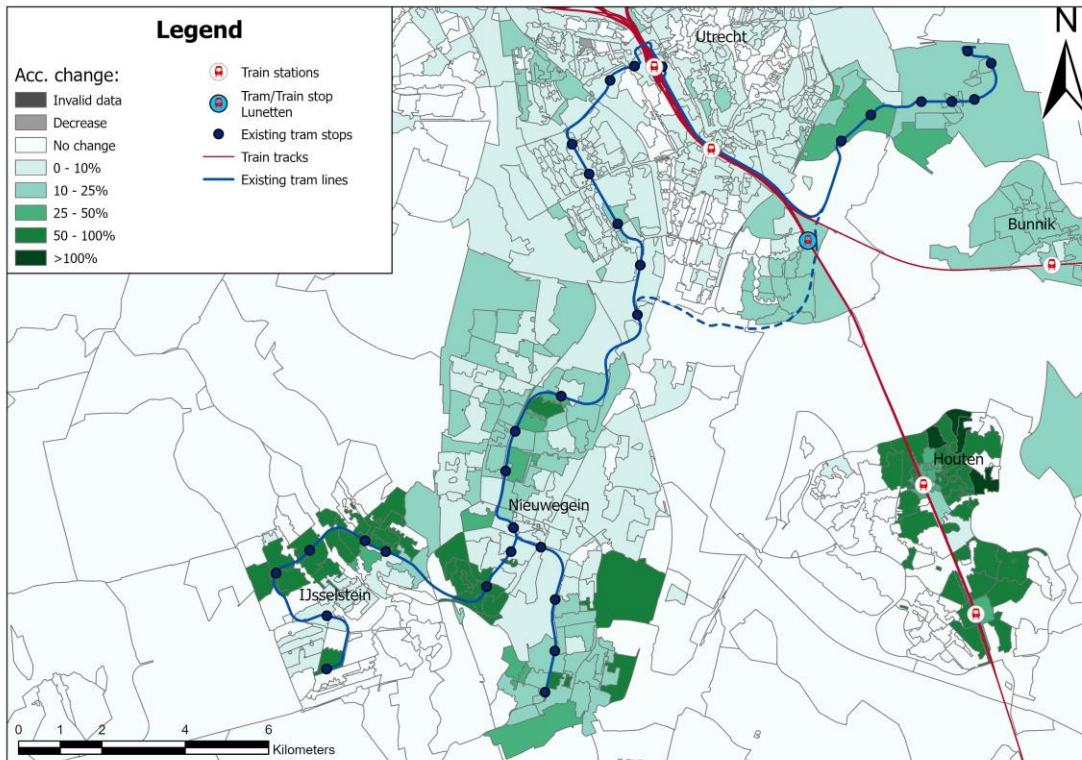 Legend
Acc. change:
Invalid data
Decrease
No change
0 - 10%
10 - 25%
25 - 50%
50 - 100%
>100%
Train stations
Tram/Train stop
Lunetten
Existing tram stops
Train tracks
Existing tram lines
Utrecht
N
Bunnik
Houten
Nieuwegein
IJsselstein
0 1 2 4 6
Kilometers